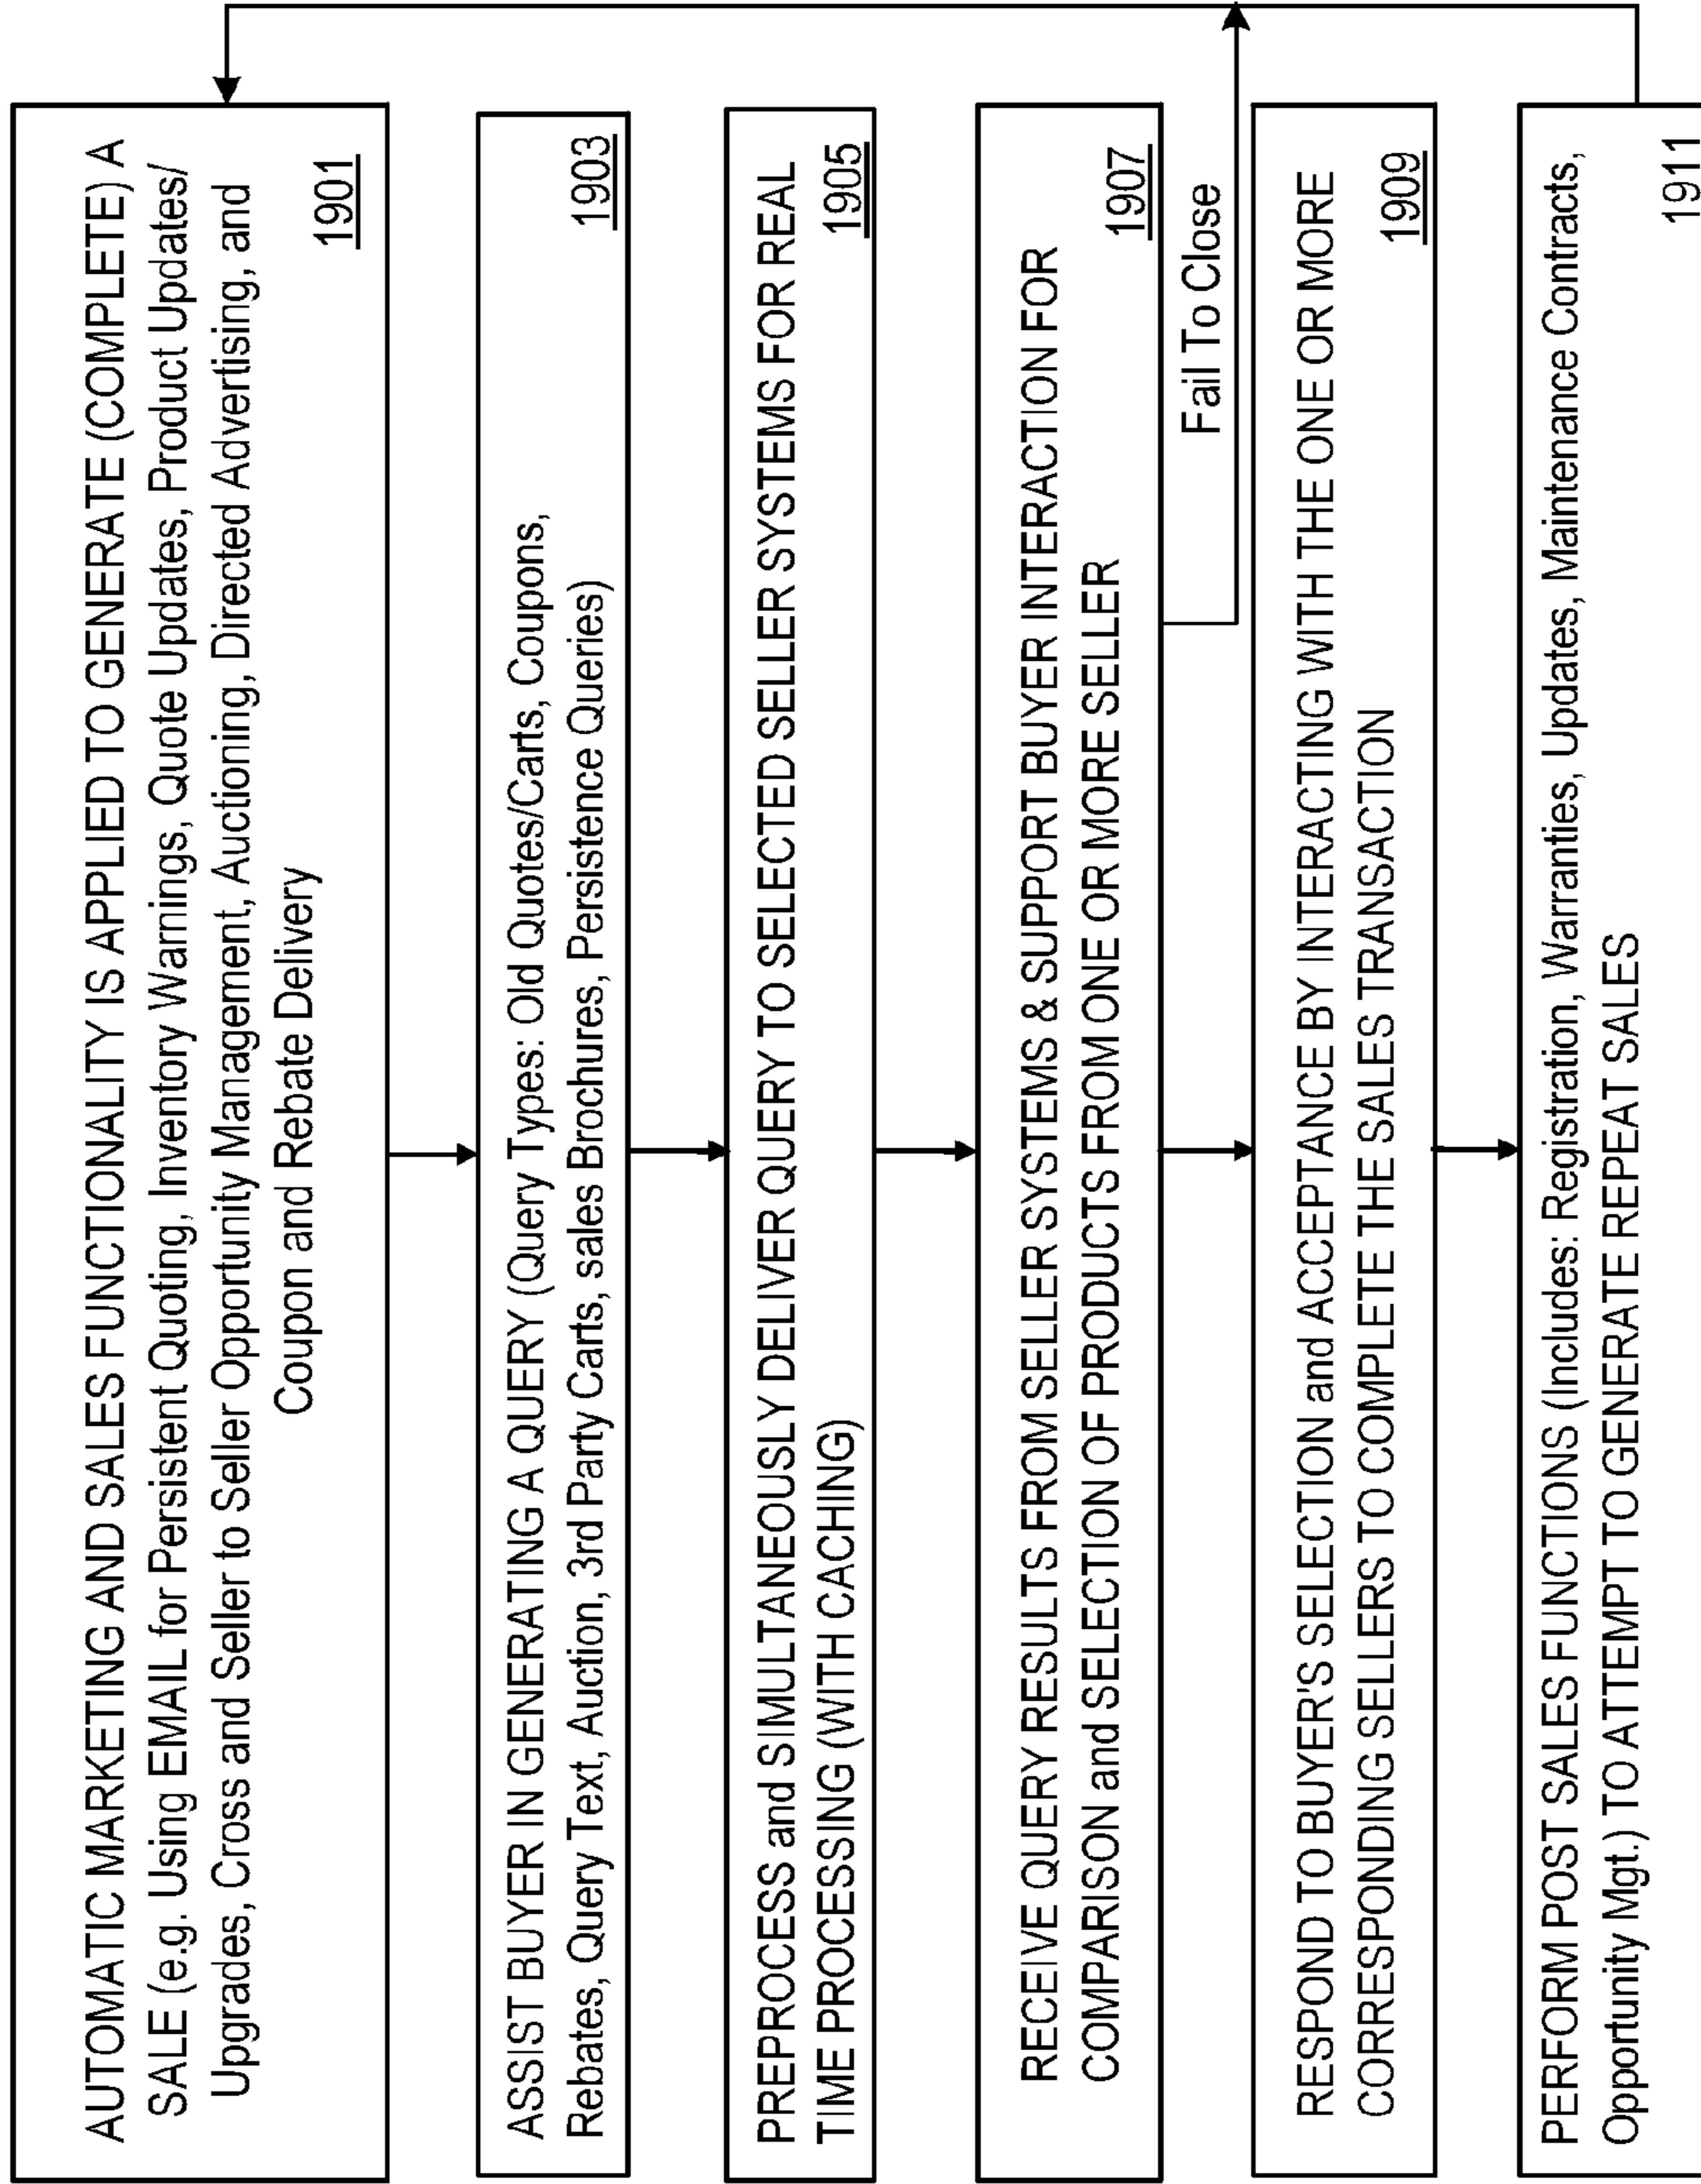 AUTOMATIC MARKETING AND SALES FUNCTIONALITY IS APPLIED TO GENERATE (COMPLETE) A
SALE (e.g. Using EMAIL for Persistent Quoting, Inventory Warnings, Quote Updates, Product Updates/
Upgrades, Cross and Seller to Seller Opportunity Management, Auctioning, Directed Advertising, and
Coupon and Rebate Delivery
1901
ASSIST BUYER IN GENERATING A QUERY (Query Types: Old Quotes/Carts, Coupons,
Rebates, Query Text, Auction, 3rd Party Carts, sales Brochures, Persistence Queries)
1903
PREPROCESS and SIMULTANEOUSLY DELIVER QUERY TO SELECTED SELLER SYSTEMS FOR REAL
TIME PROCESSING (WITH CACHING)
1905
RECEIVE QUERY RESULTS FROM SELLER SYSTEMS & SUPPORT BUYER INTERACTION FOR
COMPARISON and SELECTION OF PRODUCTS FROM ONE OR MORE SELLER
1907
Fail To Close
RESPOND TO BUYER'S SELECTION and ACCEPTANCE BY INTERACTING WITH THE ONE OR MORE
CORRESPONDING SELLERS TO COMPLETE THE SALES TRANSACTION
1909
PERFORM POST SALES FUNCTIONS (Includes: Registration, Warranties, Updates, Maintenance Contracts,
Opportunity Mgt.) TO ATTEMPT TO GENERATE REPEAT SALES
1911